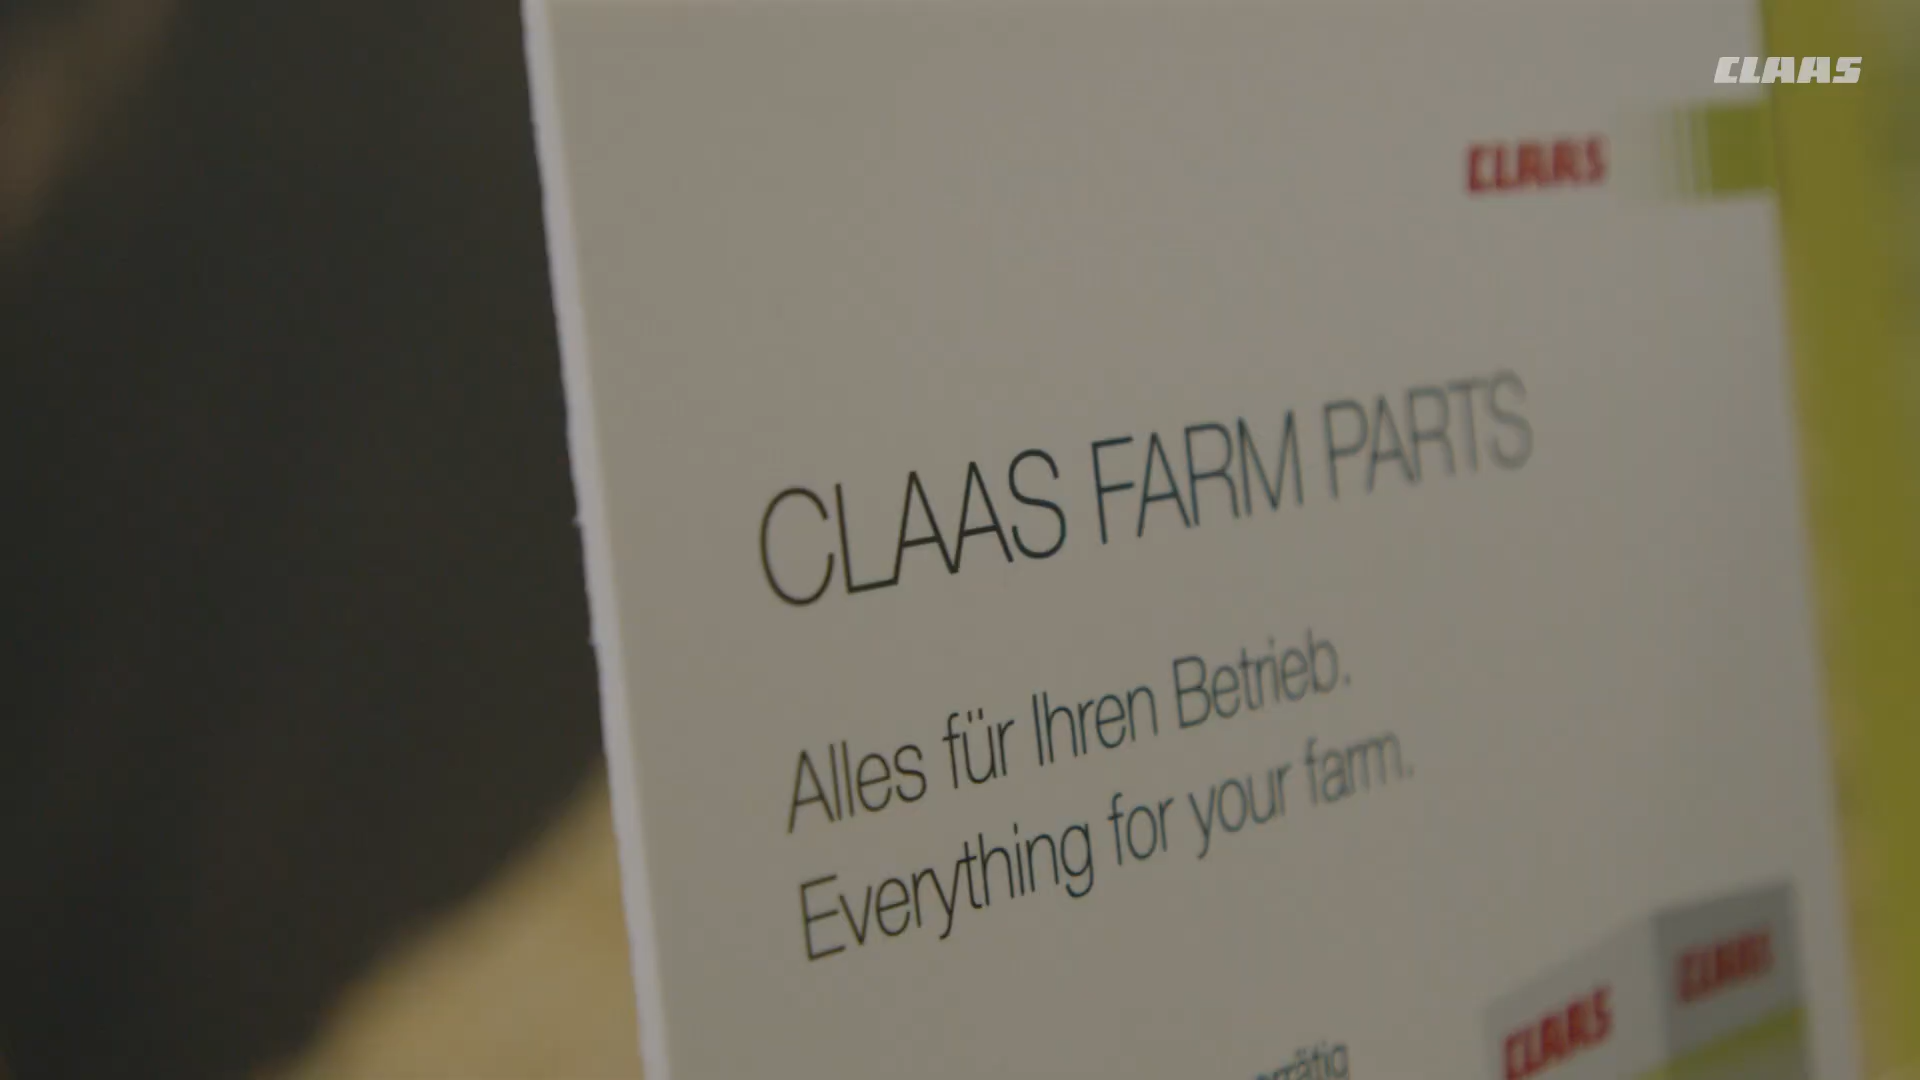 CLAAS
CLAAS
CLAAS FARM PARTS
Alles für Ihren Betrieb.
Everything for your farm.
CLAAS
CLAAS